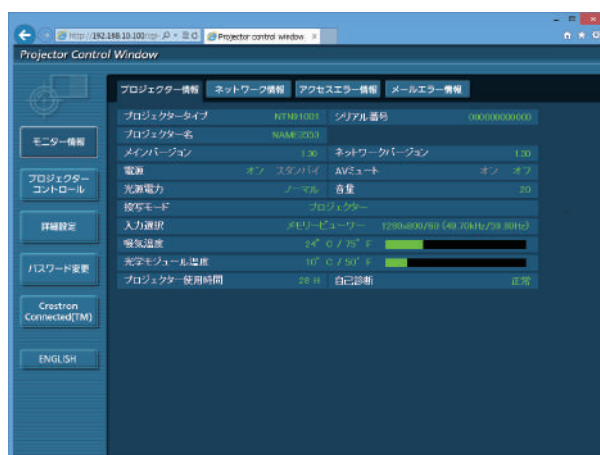 Projector control window
Projector Control Window
プロジェクター情報 ネットワーク情報 アクセスエラー情報 メールエラー情報
プロジェクタータイプ シリアル番号 000000000000
プロジェクター名
メインバージョン 1.00 ネットワークバージョン 1.00
電源 オン スタンバイ AVミュート オン オフ
光源電力 ノーマル 音量 20
投写モード プロジェクター
入力選択 メモリービューワー 1280x800/60
吸気温度 24° C / 75° F
光学モジュール温度 10° C / 50° F
プロジェクター使用時間 28 H 自己診断 正常
モニター情報
プロジェクター
コントロール
詳細設定
パスワード変更
Crestron
Connected(TM)
ENGLISH